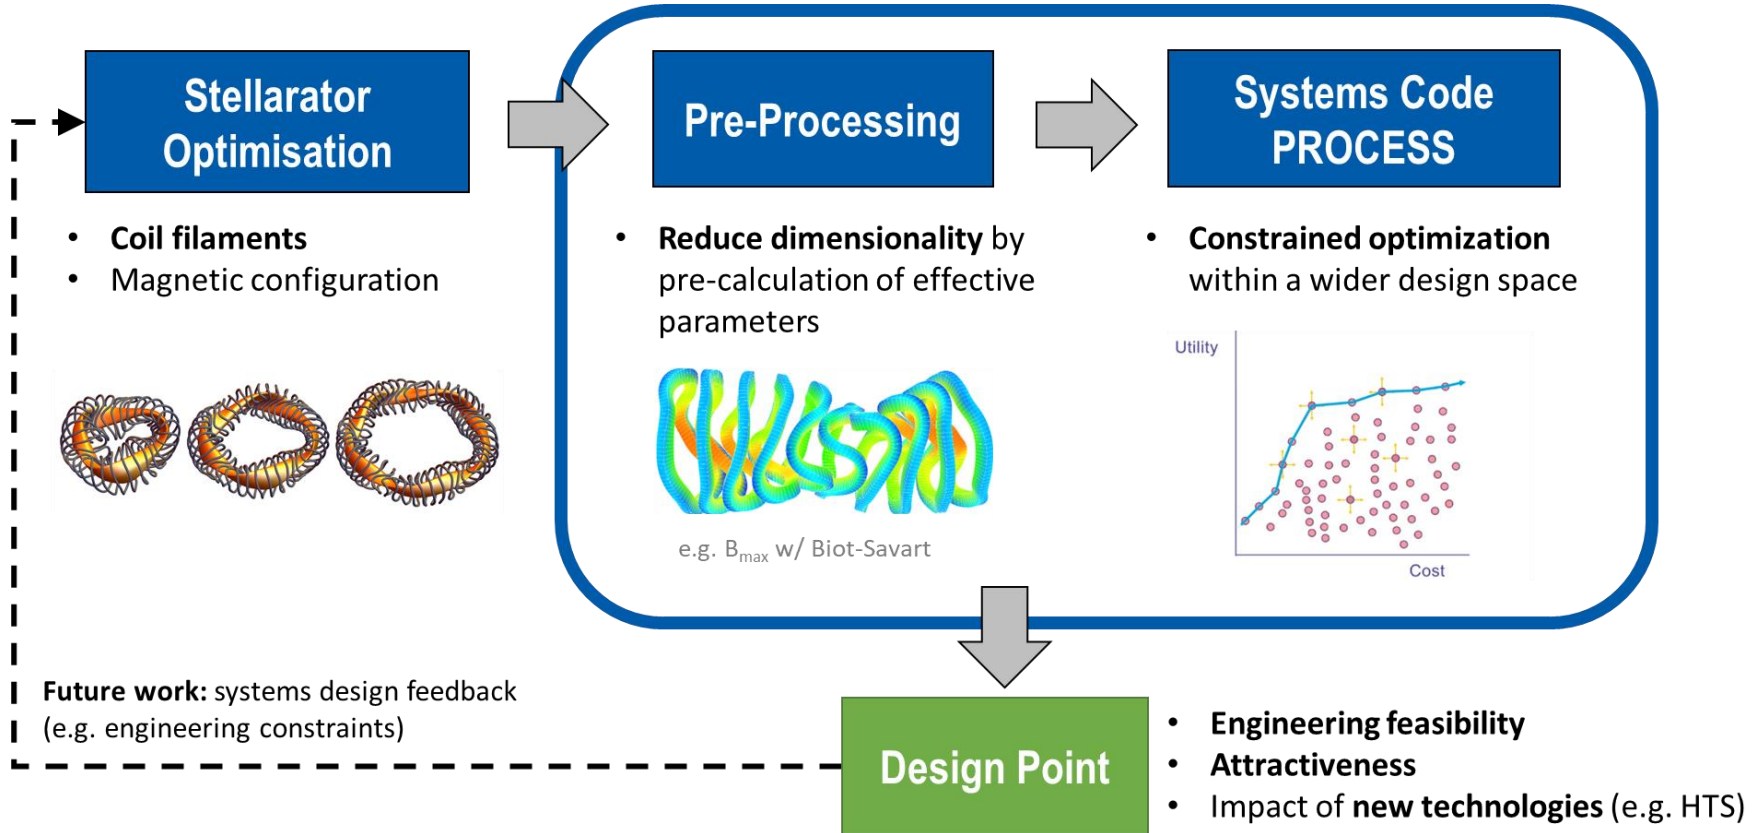 Stellarator
Optimisation
Pre-Processing
Systems Code
PROCESS
• Coil filaments
• Magnetic configuration
• Reduce dimensionality by
pre-calculation of effective
parameters
• Constrained optimization
within a wider design space
Utility
Cost
e.g. Bmax w/ Biot-Savart
Future work: systems design feedback
(e.g. engineering constraints)
Design Point
• Engineering feasibility
• Attractiveness
• Impact of new technologies (e.g. HTS)